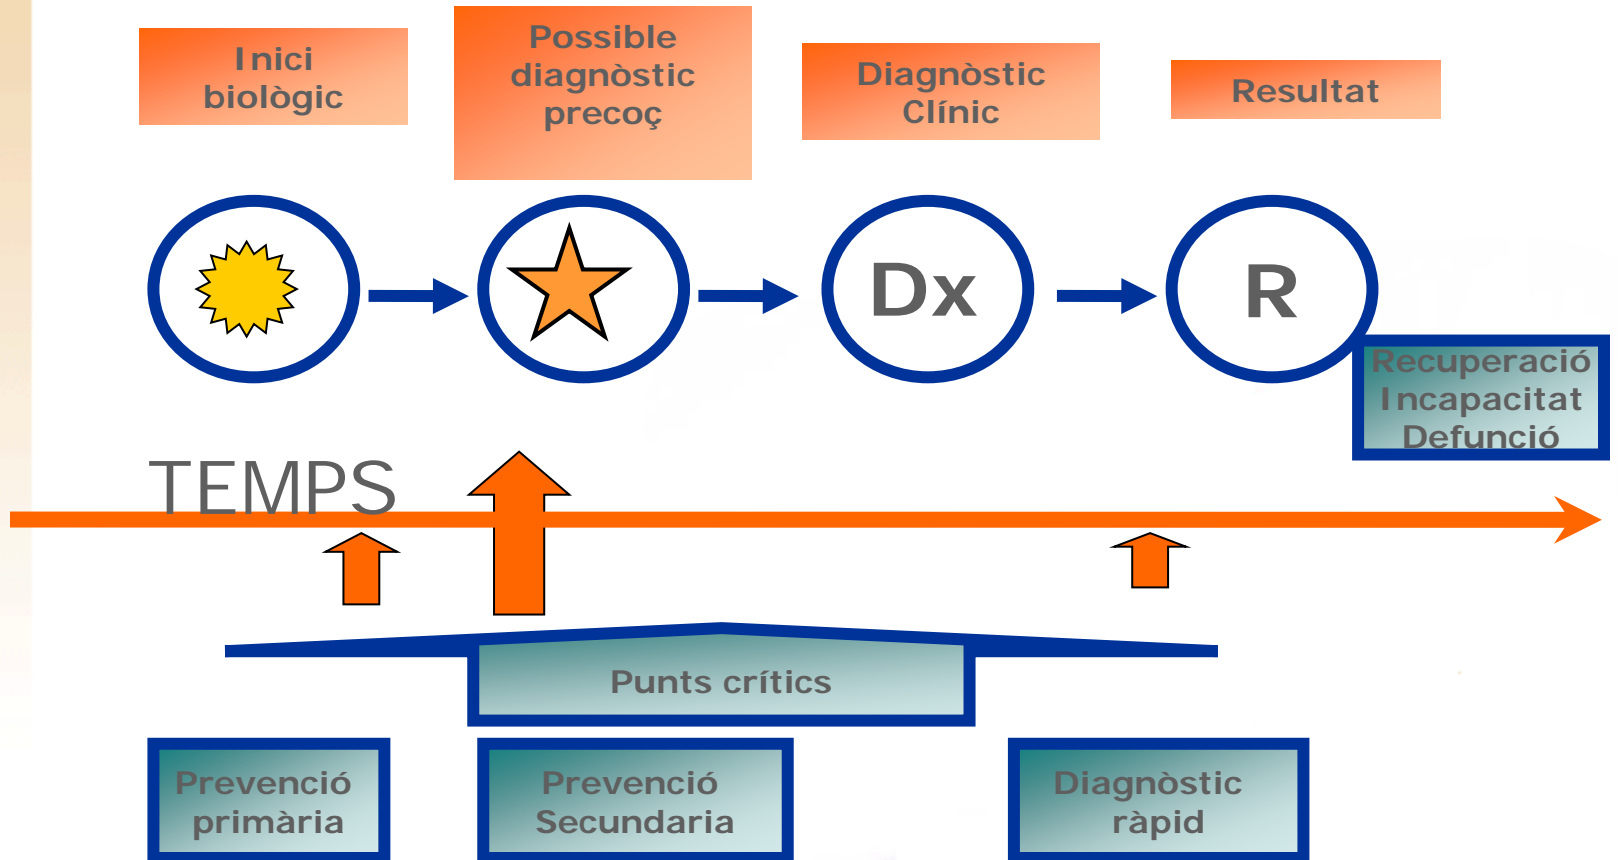 Inici
biològic
Possible
diagnòstic
precoç
Diagnòstic
Clínic
Resultat
Dx
R
Recuperació
Incapacitat
Defunció
TEMPS
Punts crítics
Prevenció
primària
Prevenció
Secundaria
Diagnòstic
ràpid